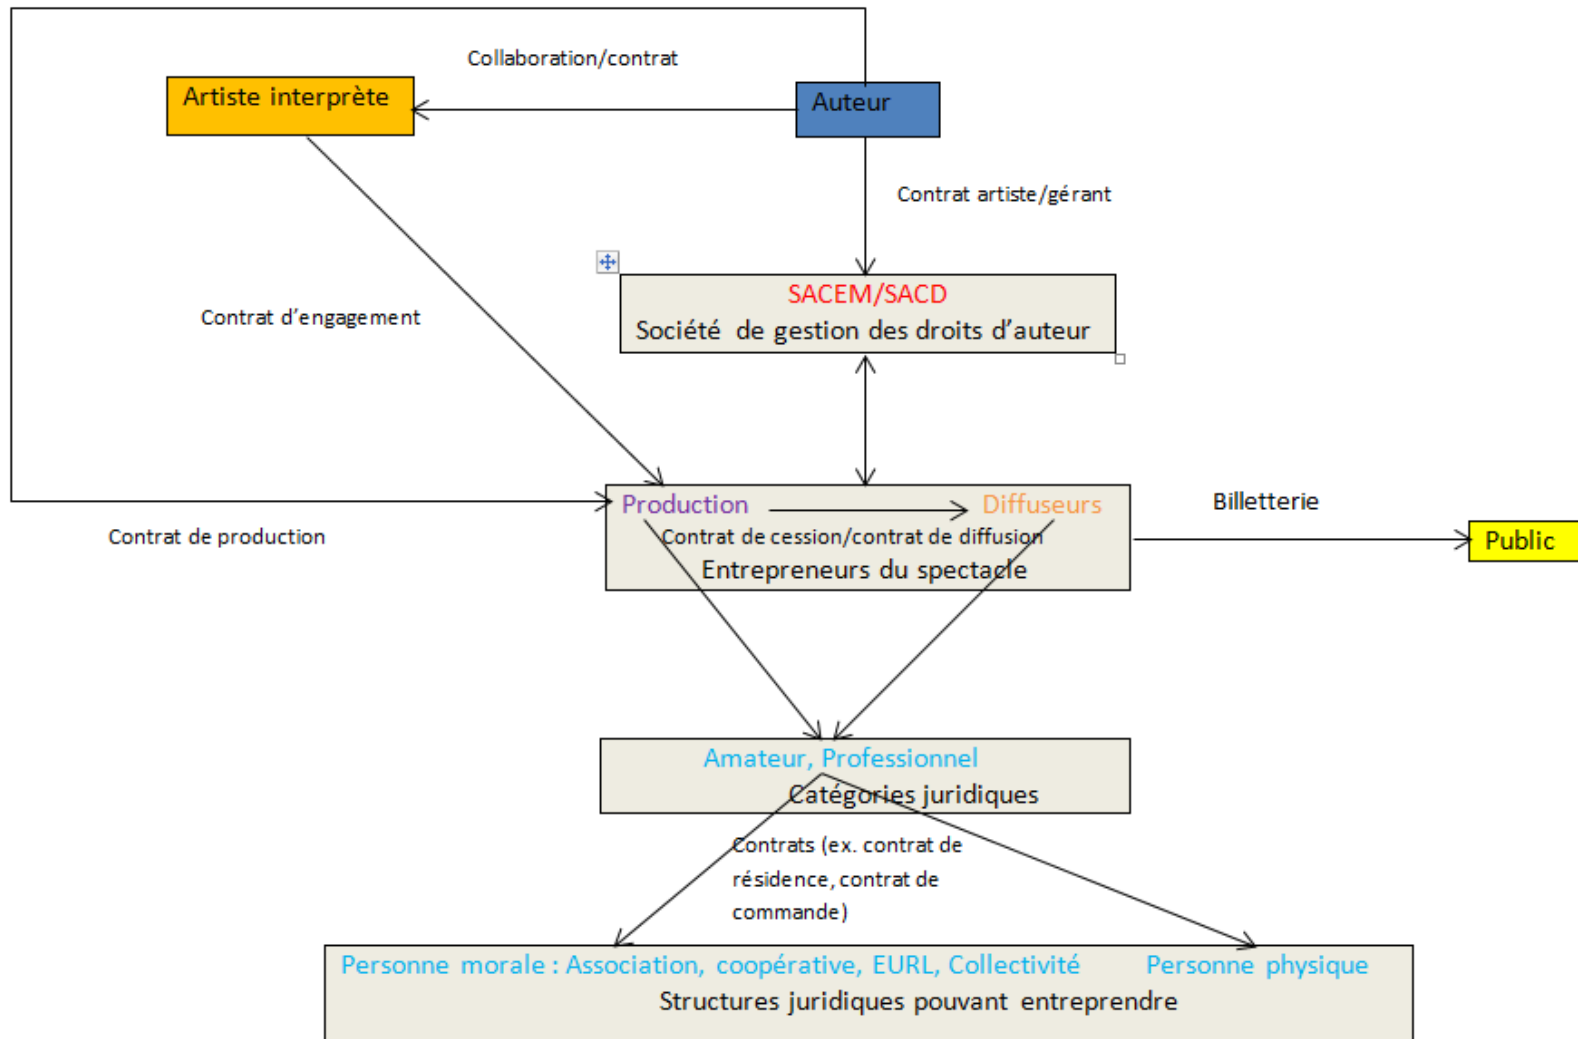 Collaboration/contrat
Artiste interprète
Auteur
Contrat artiste/gérant
SACEM/SACD
Société de gestion des droits d’auteur
Contrat d’engagement
Production
Diffuseurs
Billetterie
Contrat de production
Contrat de cession/contrat de diffusion
Public
Entrepreneurs du spectacle
Amateur, Professionnel
Catégories juridiques
Contrats (ex. contrat de
résidence, contrat de
commande)
Personne morale : Association, coopérative, EURL, Collectivité
Personne physique
Structures juridiques pouvant entreprendre